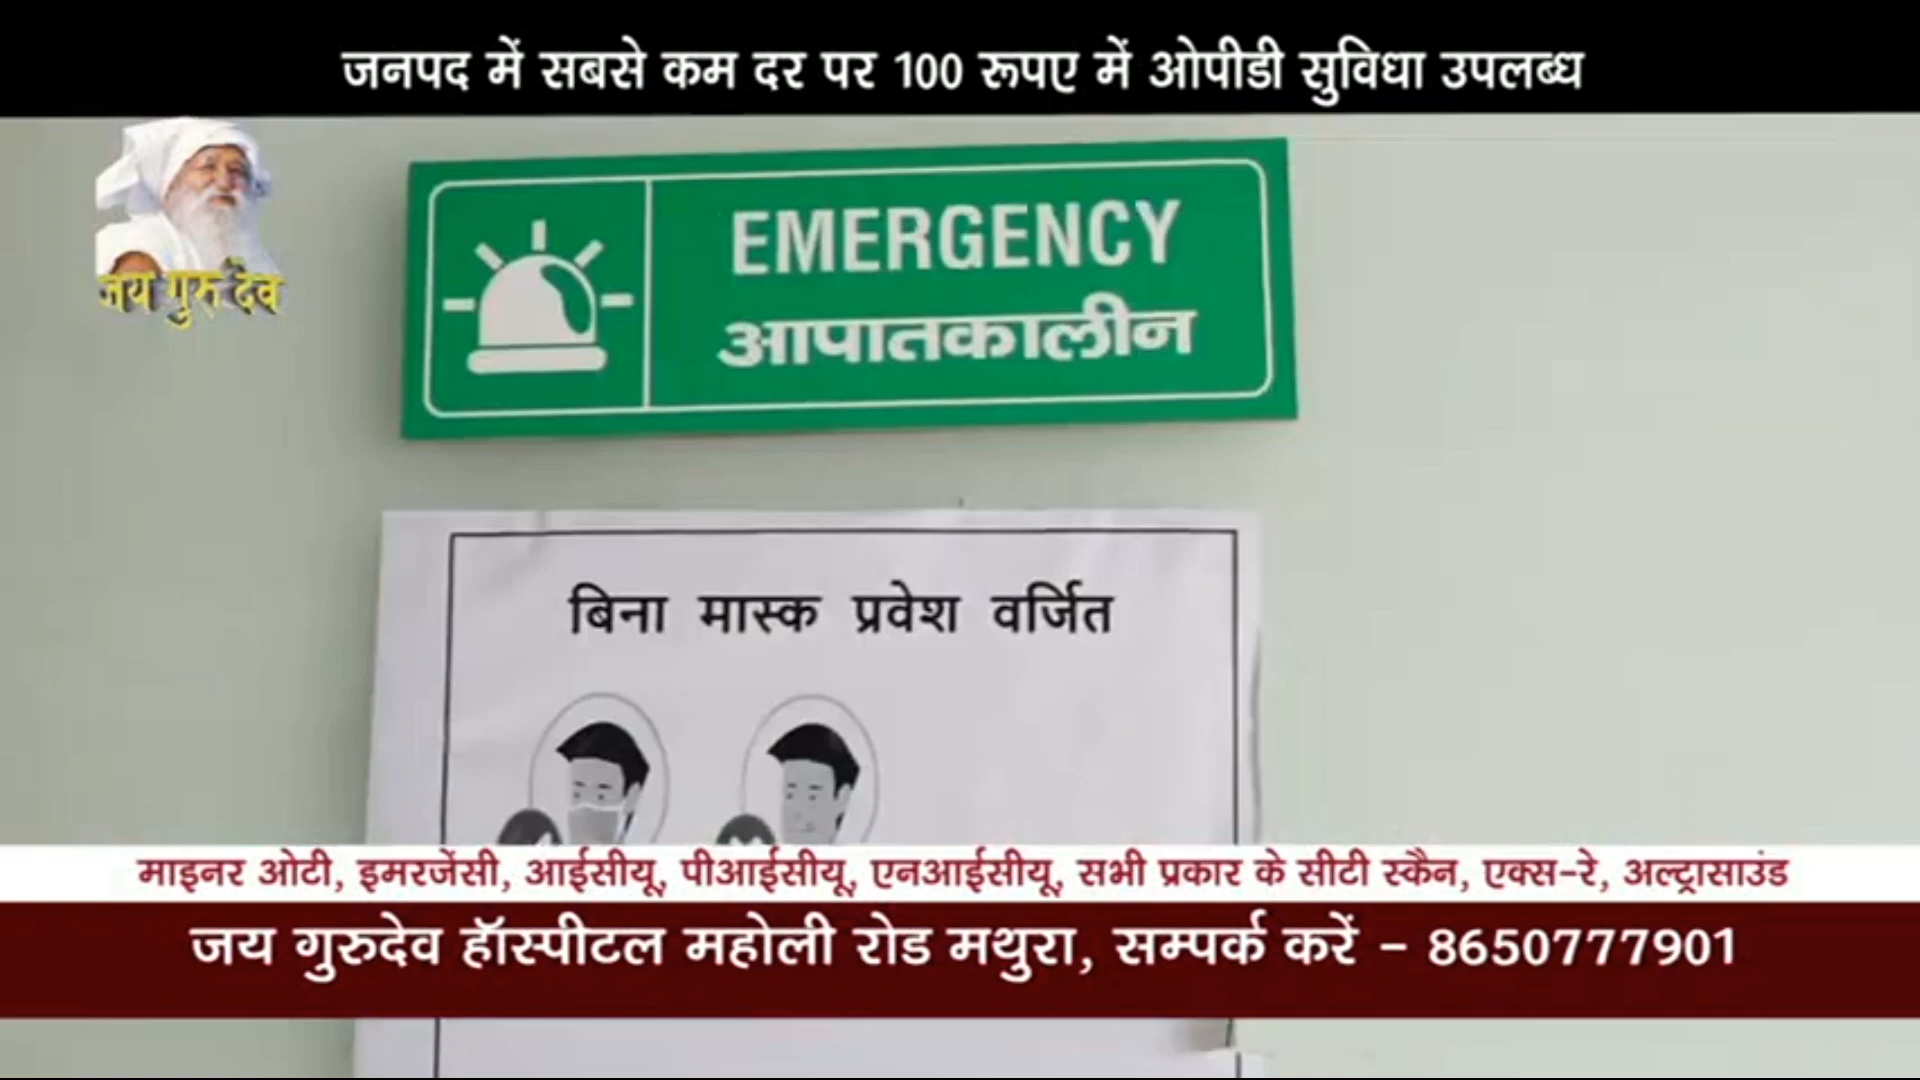 जनपद में सबसे कम दर पर 100 रूपए में ओपीडी सुविधा उपलब्ध
जय गुरु देव
EMERGENCY
आपातकालीन
बिना मास्क प्रवेश वर्जित
माइनर ओटी, इमरजेंसी, आईसीयू, पीआईसीयू, एनआईसीयू, सभी प्रकार के सीटी स्कैन, एक्स-रे, अल्ट्रासाउंड
जय गुरुदेव हॉस्पीटल महोली रोड मथुरा, सम्पर्क करें - 8650777901